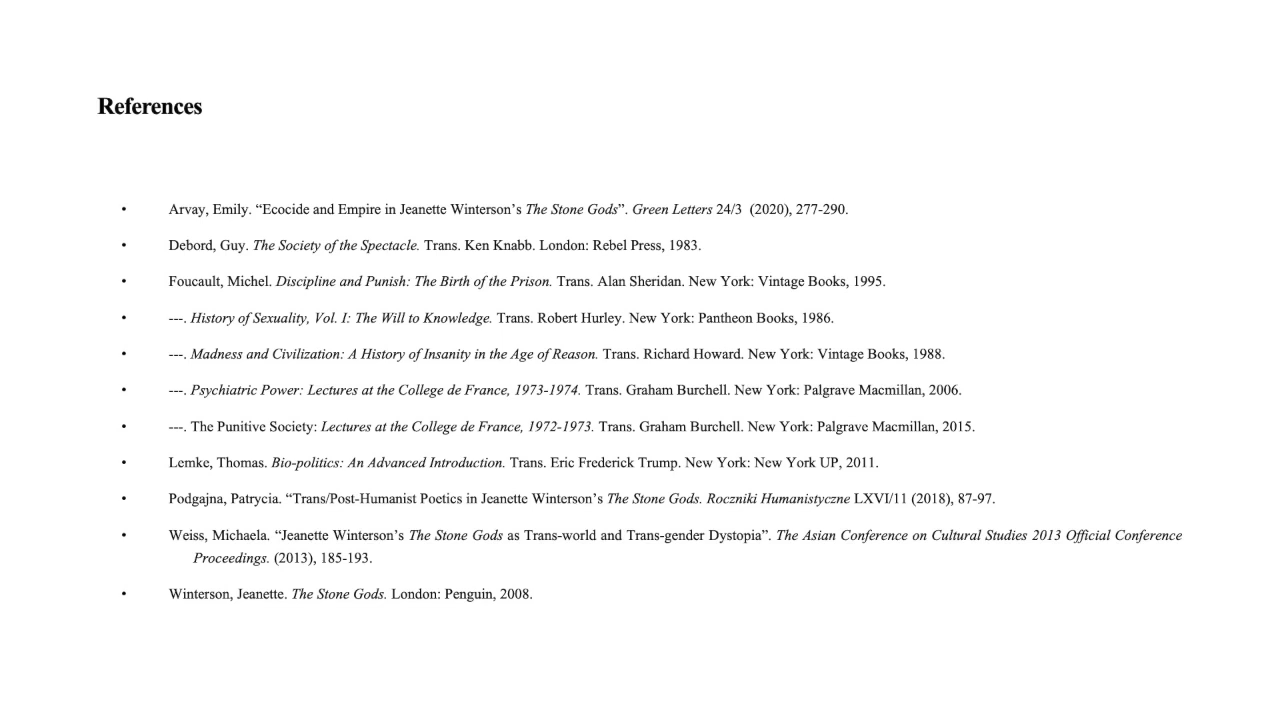 References
• Arvay, Emily. “Ecocide and Empire in Jeanette Winterson’s The Stone Gods”. Green Letters 24/3 (2020), 277-290.
• Debord, Guy. The Society of the Spectacle. Trans. Ken Knabb. London: Rebel Press, 1983.
• Foucault, Michel. Discipline and Punish: The Birth of the Prison. Trans. Alan Sheridan. New York: Vintage Books, 1995.
• ---. History of Sexuality, Vol. I: The Will to Knowledge. Trans. Robert Hurley. New York: Pantheon Books, 1986.
• ---. Madness and Civilization: A History of Insanity in the Age of Reason. Trans. Richard Howard. New York: Vintage Books, 1988.
• ---. Psychiatric Power: Lectures at the College de France, 1973-1974. Trans. Graham Burchell. New York: Palgrave Macmillan, 2006.
• ---. The Punitive Society: Lectures at the College de France, 1972-1973. Trans. Graham Burchell. New York: Palgrave Macmillan, 2015.
• Lemke, Thomas. Bio-politics: An Advanced Introduction. Trans. Eric Frederick Trump. New York: New York UP, 2011.
• Podgajna, Patrycia. “Trans/Post-Humanist Poetics in Jeanette Winterson’s The Stone Gods. Roczniki Humanistyczne LXVI/11 (2018), 87-97.
• Weiss, Michaela. “Jeanette Winterson’s The Stone Gods as Trans-world and Trans-gender Dystopia”. The Asian Conference on Cultural Studies 2013 Official Conference
Proceedings. (2013), 185-193.
• Winterson, Jeanette. The Stone Gods. London: Penguin, 2008.